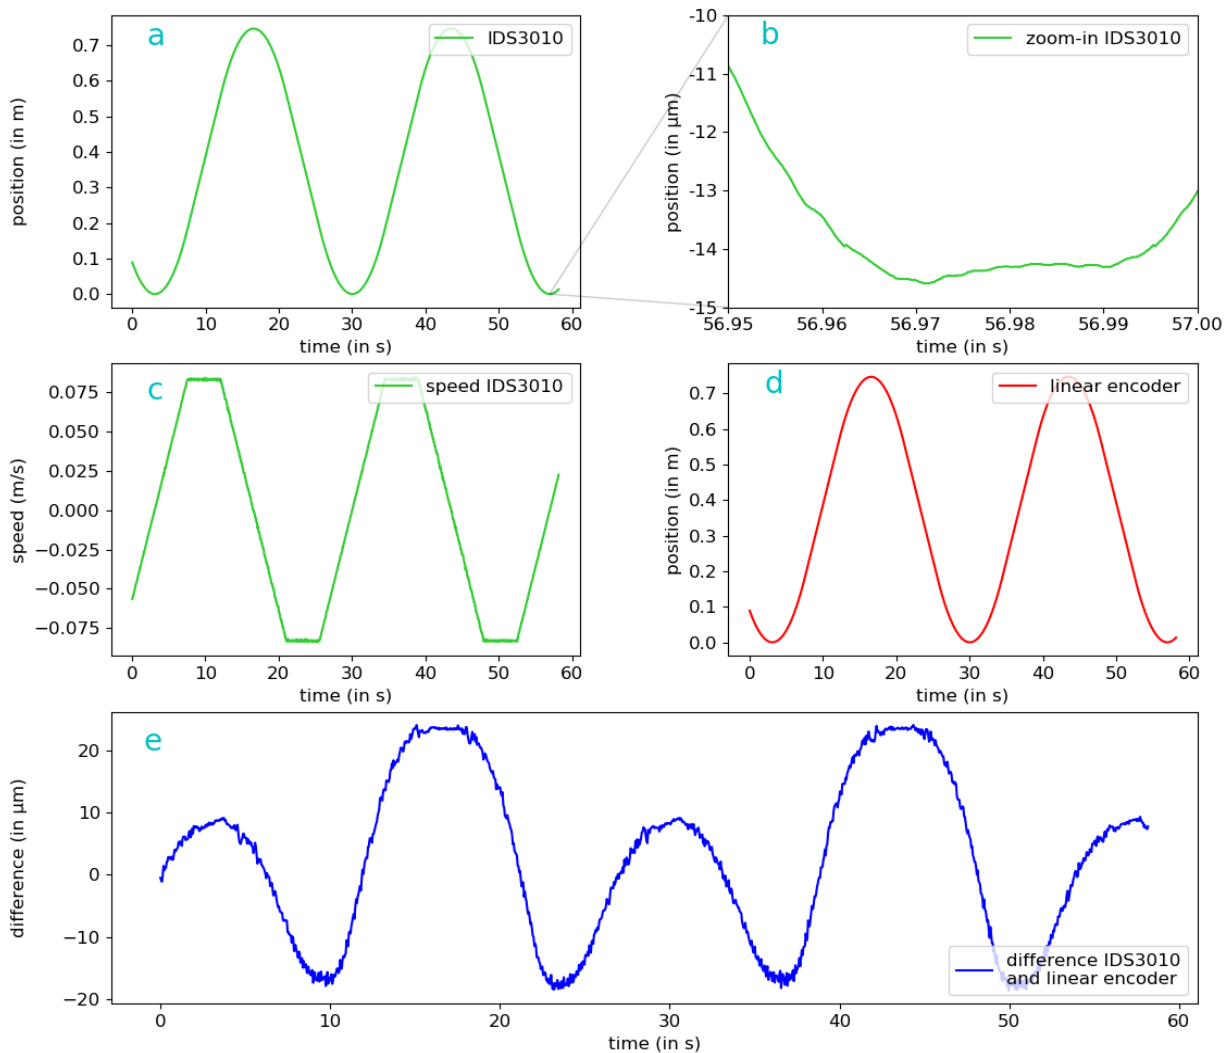 a
IDS3010
0.7
0.6
0.5
0.4
0.3
0.2
0.1
0.0
position (in m)
0 10 20 30 40 50 60
time (in s)
b
zoom-in IDS3010
-10
-11
-12
-13
-14
-15
position (in μm)
56.95 56.96 56.97 56.98 56.99 57.00
time (in s)
c
speed IDS3010
0.075
0.050
0.025
0.000
−0.025
−0.050
−0.075
speed (m/s)
0 10 20 30 40 50 60
time (in s)
d
linear encoder
0.7
0.6
0.5
0.4
0.3
0.2
0.1
0.0
position (in m)
0 10 20 30 40 50 60
time (in s)
e
20
10
0
−10
−20
difference (in μm)
difference IDS3010
and linear encoder
0 10 20 30 40 50 60
time (in s)